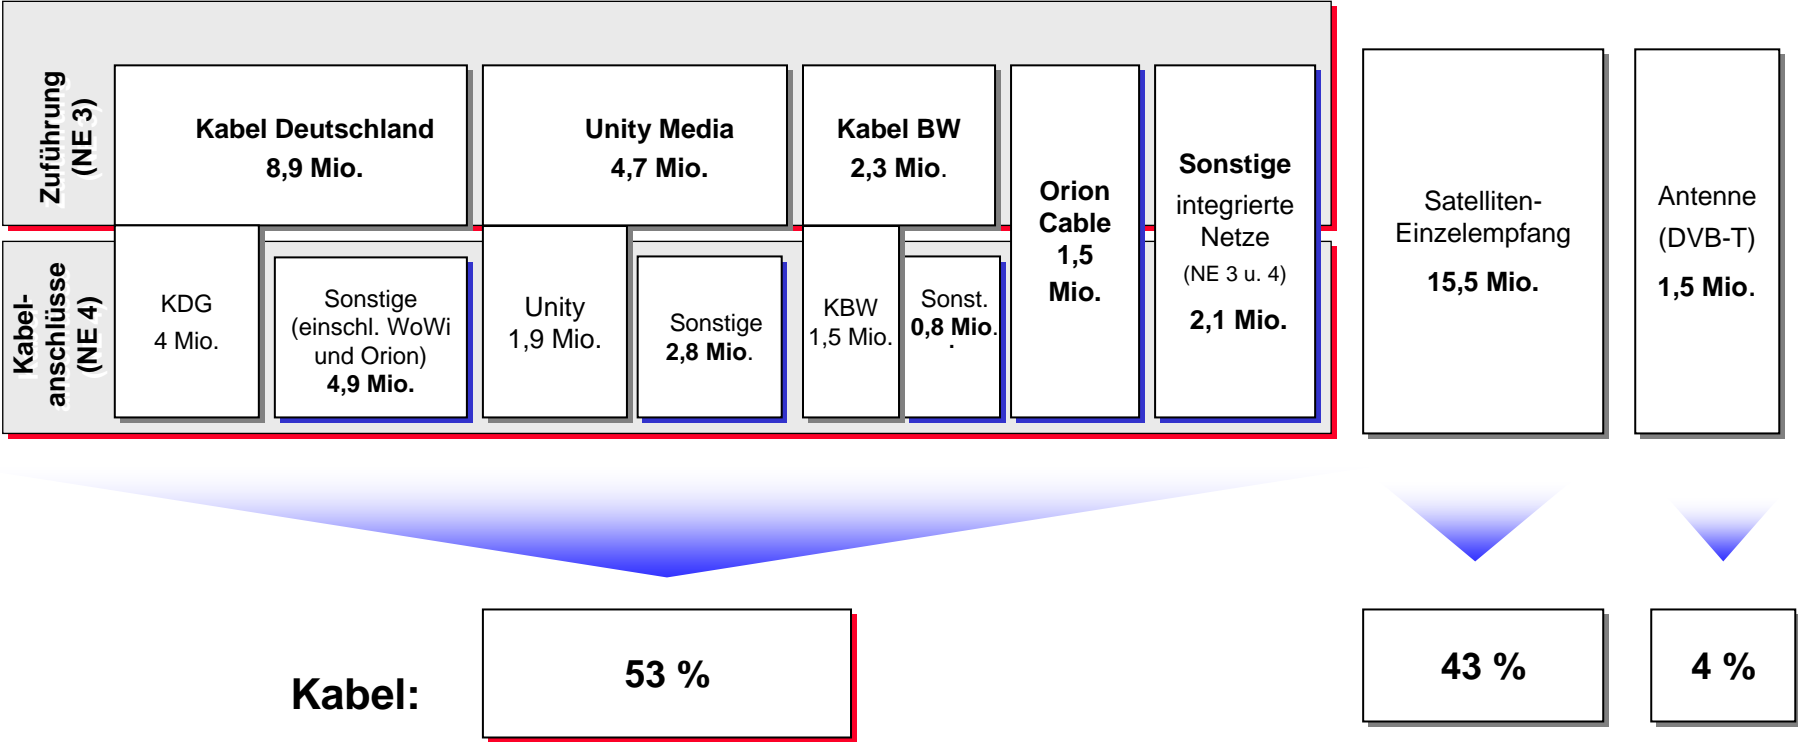 Zuführung
(NE 3)
Kabel Deutschland
8,9 Mio.
Unity Media
4,7 Mio.
Kabel BW
2,3 Mio.
Orion
Cable
1,5
Mio.
Sonstige
integrierte
Netze
(NE 3 u. 4)
2,1 Mio.
Satelliten-
Einzelempfang
15,5 Mio.
Antenne
(DVB-T)
1,5 Mio.
Kabel-
anschlüsse
(NE 4)
KDG
4 Mio.
Sonstige
(einschl. WoWi
und Orion)
4,9 Mio.
Unity
1,9 Mio.
Sonstige
2,8 Mio.
KBW
1,5 Mio.
Sonst.
0,8 Mio.
.
Kabel:
53 %
43 %
4 %